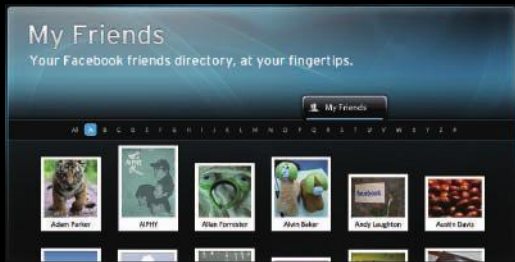 My Friends
Your Facebook friends directory, at your fingertips.
My Friends
All A B C D E F G H I J K L M N O P Q R S T U V W X Y Z #
facebook
Adam Parker
Allan Forrester
Alvin Baker
Andy Laughton
Austin Davis